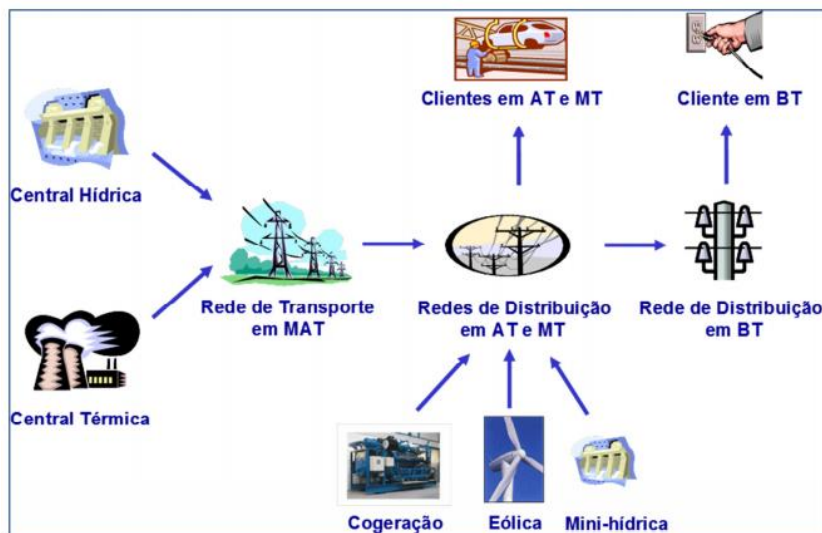 Clientes em AT e MT
Cliente em BT
Central Hídrica
Rede de Transporte
em MAT
Redes de Distribuição
em AT e MT
Rede de Distribuição
em BT
Central Térmica
Cogeração
Eólica
Mini-hídrica